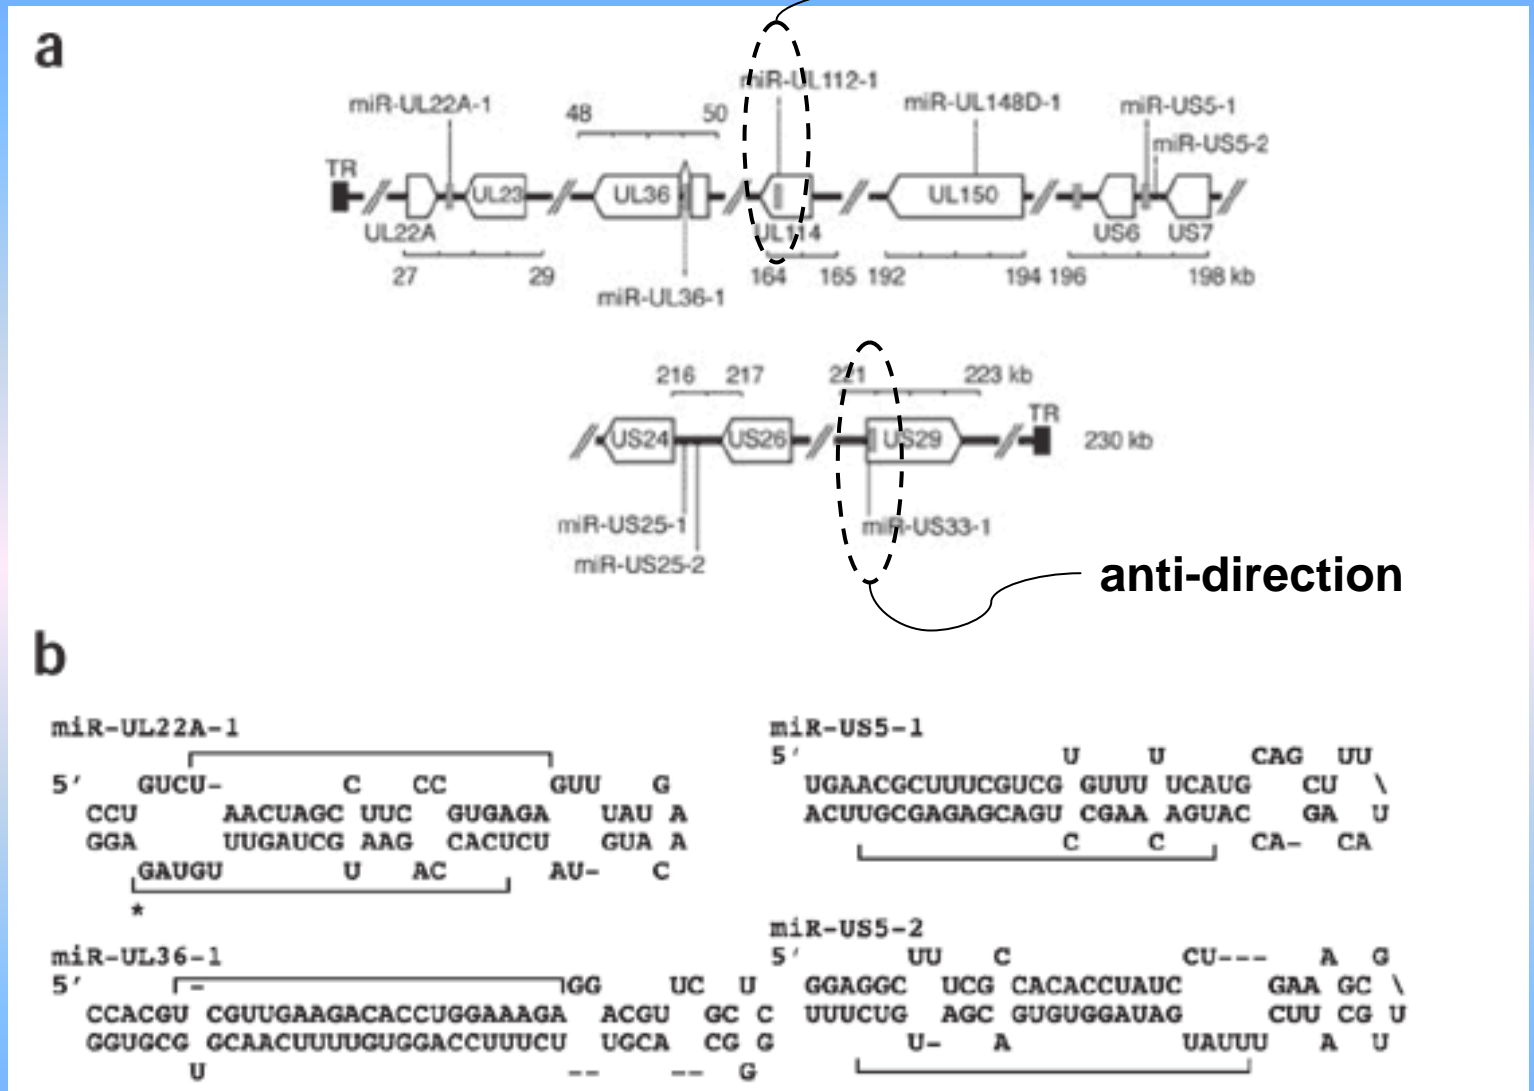 a
miR-UL112-1
miR-UL22A-1 48 50 miR-UL148D-1 miR-US5-1
miR-US5-2
TR
UL23 UL36 UL150
UL22A UL114 US6 US7
27 29 164 165 192 194 196 198 kb
miR-UL36-1
216 217 221 223 kb
TR
US24 US26 US29 230 kb
miR-US25-1 miR-US33-1
miR-US25-2
anti-direction
b
miR-UL22A-1
5′ GUCU- C CC GUU G
CCU AACUAGC UUC GUGAGA UAU A
GGA UUGAUCG AAG CACUCU GUA A
GAUGU U AC AU- C
*
miR-UL36-1
5′ - GG UC U
CCACGU CGUUGAAGACACCUGGAAAGA ACGU GC C
GGUGCG GCAACUUUUGUGGACCUUUCU UGCA CG G
U -- -- G
miR-US5-1
5′ U U CAG UU
UGAACGCUUUCGUCG GUUU UCAUG CU \
ACUUGCGAGAGCAGU CGAA AGUAC GA U
C C CA- CA
miR-US5-2
5′ UU C CU--- A G
GGAGGC UCG CACACCUAUC GAA GC \
UUUCUG AGC GUGUGGAUAG CUU CG U
U- A UAUUU A U